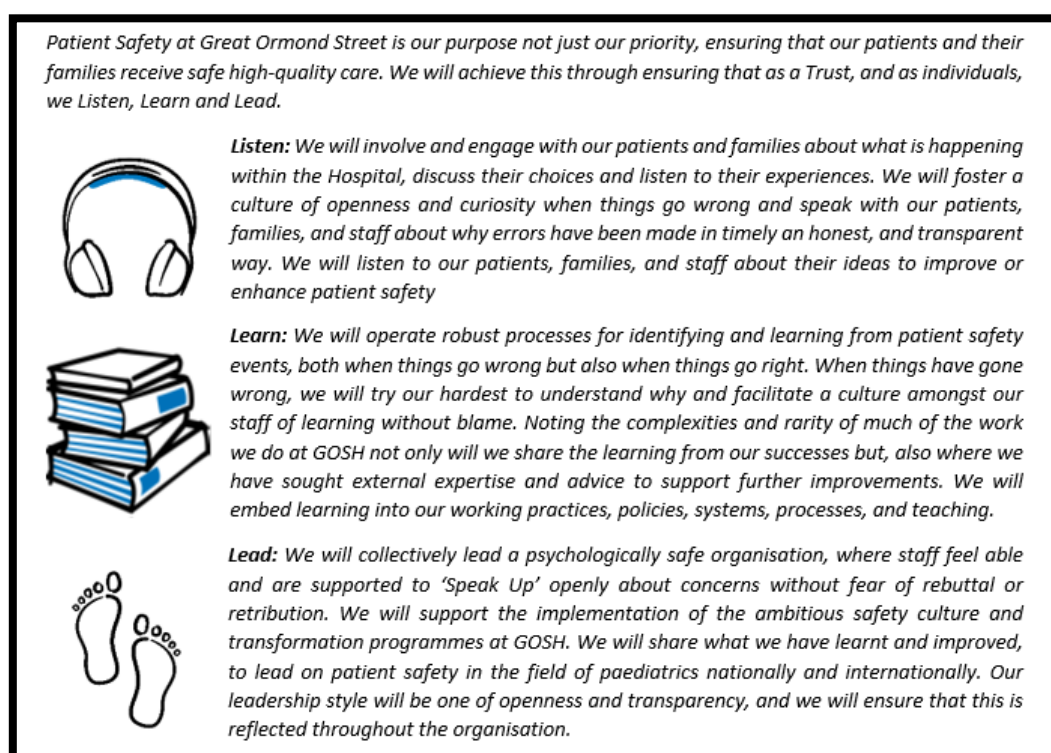 Patient Safety at Great Ormond Street is our purpose not just our priority, ensuring that our patients and their
families receive safe high-quality care. We will achieve this through ensuring that as a Trust, and as individuals,
we Listen, Learn and Lead.
Listen: We will involve and engage with our patients and families about what is happening
within the Hospital, discuss their choices and listen to their experiences. We will foster a
culture of openness and curiosity when things go wrong and speak with our patients,
families, and staff about why errors have been made in timely an honest, and transparent
way. We will listen to our patients, families, and staff about their ideas to improve or
enhance patient safety
Learn: We will operate robust processes for identifying and learning from patient safety
events, both when things go wrong but also when things go right. When things have gone
wrong, we will try our hardest to understand why and facilitate a culture amongst our
staff of learning without blame. Noting the complexities and rarity of much of the work
we do at GOSH not only will we share the learning from our successes but, also where we
have sought external expertise and advice to support further improvements. We will
embed learning into our working practices, policies, systems, processes, and teaching.
Lead: We will collectively lead a psychologically safe organisation, where staff feel able
and are supported to ‘Speak Up’ openly about concerns without fear of rebuttal or
retribution. We will support the implementation of the ambitious safety culture and
transformation programmes at GOSH. We will share what we have learnt and improved,
to lead on patient safety in the field of paediatrics nationally and internationally. Our
leadership style will be one of openness and transparency, and we will ensure that this is
reflected throughout the organisation.